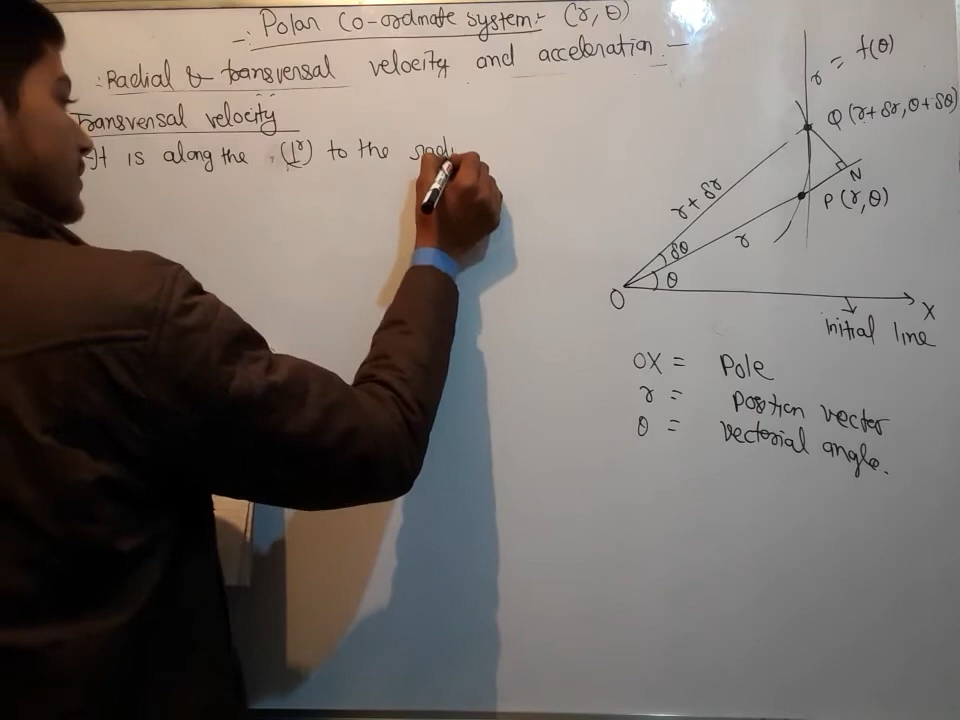 -: Polar Co-ordinate system:- (r, θ)
:Radial & transversal velocity and acceleration:-
Transversal velocity
It is along the (⊥r) to the radi
r = f(θ)
Q (r+δr, θ+δθ)
N
P (r, θ)
r + δr
r
δθ
θ
O
X
initial line
OX = Pole
r = Position vector
θ = Vectorial angle.